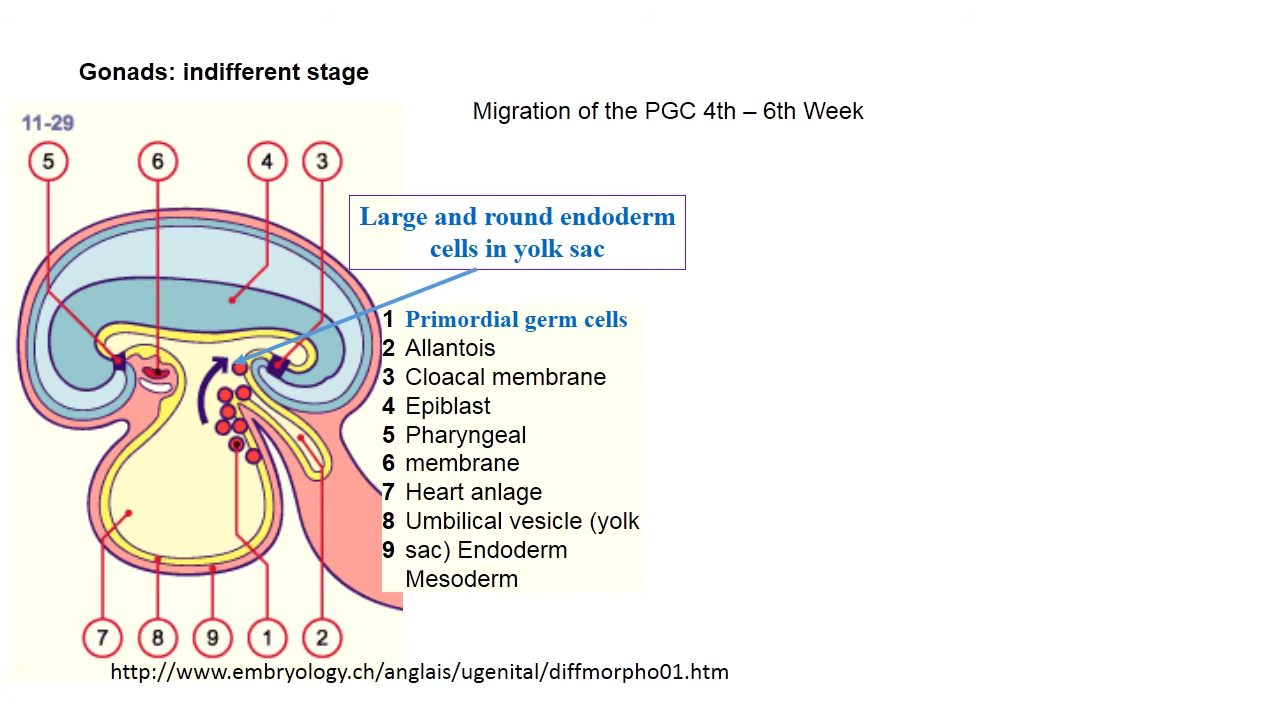 Gonads: indifferent stage
Migration of the PGC 4th – 6th Week
11-29
5 6 4 3
Large and round endoderm
cells in yolk sac
1 Primordial germ cells
2 Allantois
3 Cloacal membrane
4 Epiblast
5 Pharyngeal
6 membrane
7 Heart anlage
8 Umbilical vesicle (yolk
9 sac) Endoderm
Mesoderm
7 8 9 1 2
http://www.embryology.ch/anglais/ugenital/diffmorpho01.htm